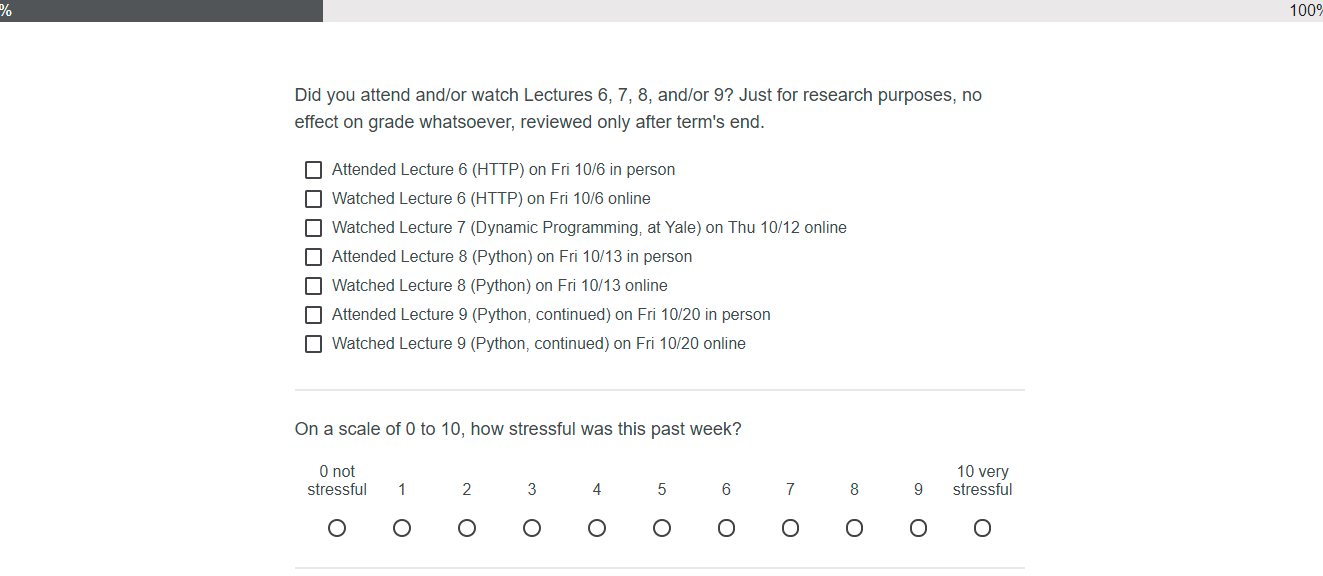 %
100%
Did you attend and/or watch Lectures 6, 7, 8, and/or 9? Just for research purposes, no
effect on grade whatsoever, reviewed only after term's end.
Attended Lecture 6 (HTTP) on Fri 10/6 in person
Watched Lecture 6 (HTTP) on Fri 10/6 online
Watched Lecture 7 (Dynamic Programming, at Yale) on Thu 10/12 online
Attended Lecture 8 (Python) on Fri 10/13 in person
Watched Lecture 8 (Python) on Fri 10/13 online
Attended Lecture 9 (Python, continued) on Fri 10/20 in person
Watched Lecture 9 (Python, continued) on Fri 10/20 online
On a scale of 0 to 10, how stressful was this past week?
0 not 10 very
stressful 1 2 3 4 5 6 7 8 9 stressful